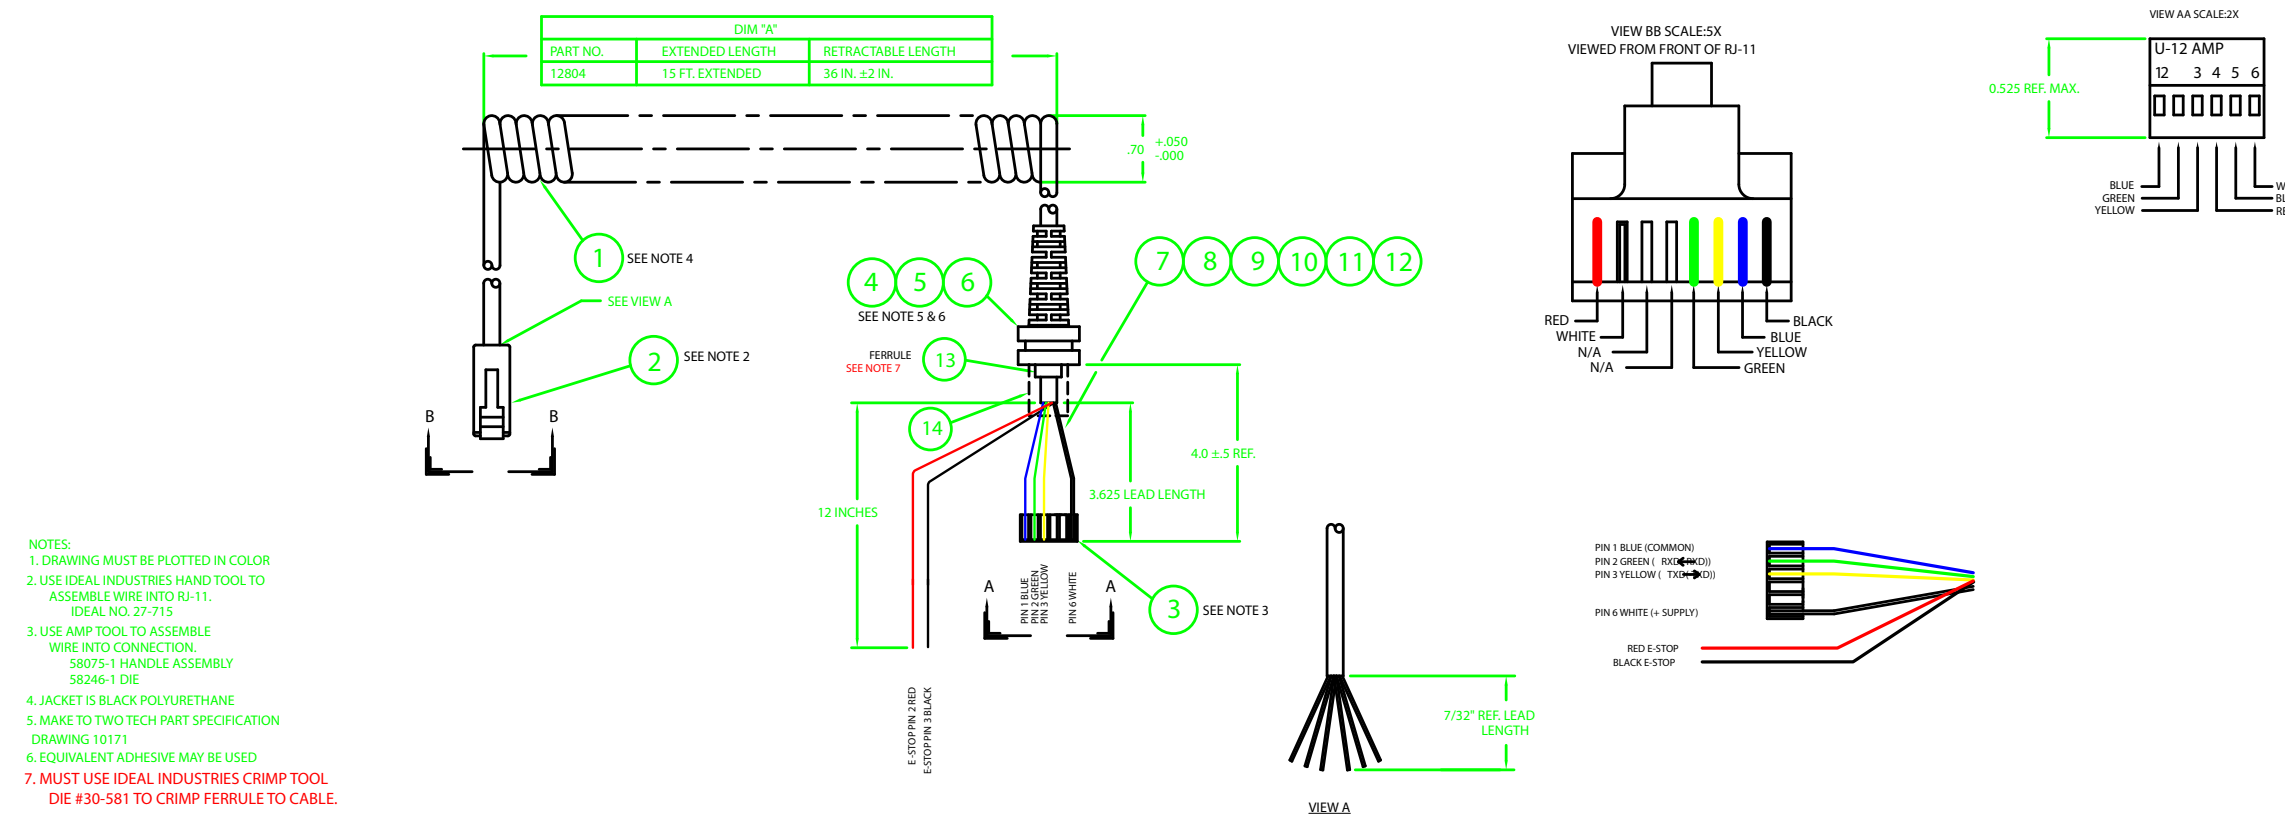 DIM "A"
PART NO. EXTENDED LENGTH RETRACTABLE LENGTH
12804 15 FT. EXTENDED 36 IN. ±2 IN.
.70 +.050
-.000
1 SEE NOTE 4
SEE VIEW A
2 SEE NOTE 2
B B
4 5 6
SEE NOTE 5 & 6
7 8 9 10 11 12
FERRULE 13
SEE NOTE 7
14
12 INCHES
4.0 ±.5 REF.
3.625 LEAD LENGTH
PIN 1 BLUE
PIN 2 GREEN
PIN 3 YELLOW
PIN 6 WHITE
A A
3 SEE NOTE 3
E-STOP PIN 2 RED
E-STOP PIN 3 BLACK
7/32" REF. LEAD
LENGTH
VIEW A
VIEW BB SCALE:5X
VIEWED FROM FRONT OF RJ-11
RED
WHITE
N/A
N/A
BLACK
BLUE
YELLOW
GREEN
VIEW AA SCALE:2X
U-12 AMP
12 3 4 5 6
0.525 REF. MAX.
BLUE
GREEN
YELLOW
PIN 1 BLUE (COMMON)
PIN 2 GREEN ( RXD
PIN 3 YELLOW ( TXD
PIN 6 WHITE (+ SUPPLY)
RED E-STOP
BLACK E-STOP
NOTES:
1. DRAWING MUST BE PLOTTED IN COLOR
2. USE IDEAL INDUSTRIES HAND TOOL TO
ASSEMBLE WIRE INTO RJ-11.
IDEAL NO. 27-715
3. USE AMP TOOL TO ASSEMBLE
WIRE INTO CONNECTION.
58075-1 HANDLE ASSEMBLY
58246-1 DIE
4. JACKET IS BLACK POLYURETHANE
5. MAKE TO TWO TECH PART SPECIFICATION
DRAWING 10171
6. EQUIVALENT ADHESIVE MAY BE USED
7. MUST USE IDEAL INDUSTRIES CRIMP TOOL
DIE #30-581 TO CRIMP FERRULE TO CABLE.